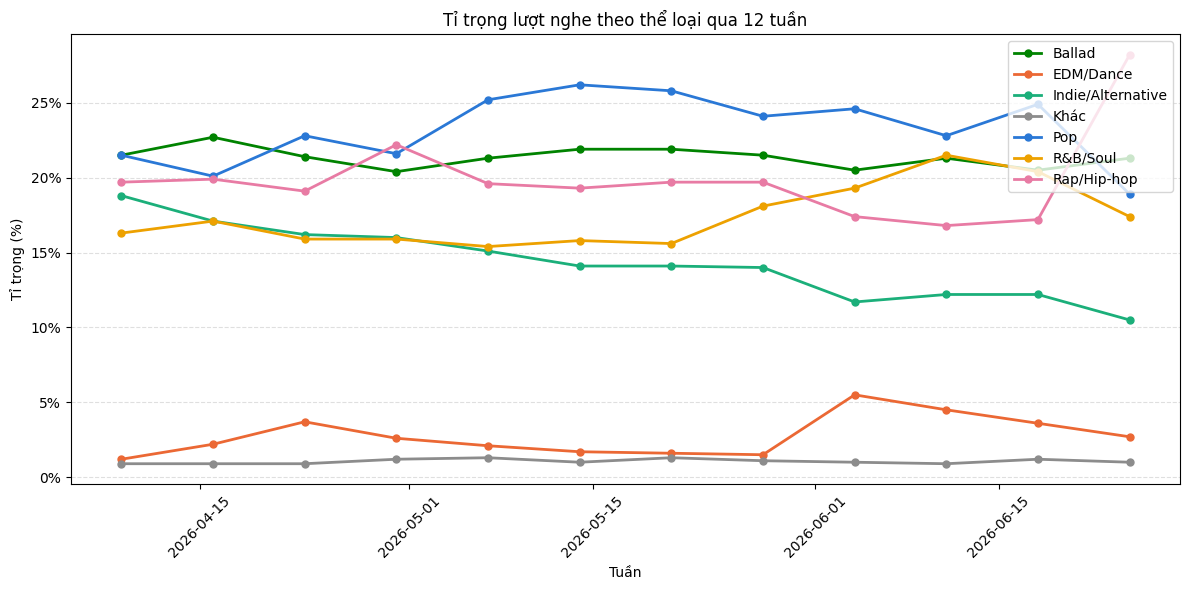 Tỉ trọng lượt nghe theo thể loại qua 12 tuần
Ballad
EDM/Dance
Indie/Alternative
Khác
Pop
R&B/Soul
Rap/Hip-hop
Tỉ trọng (%)
25%
20%
15%
10%
5%
0%
2026-04-15
2026-05-01
2026-05-15
2026-06-01
2026-06-15
Tuần